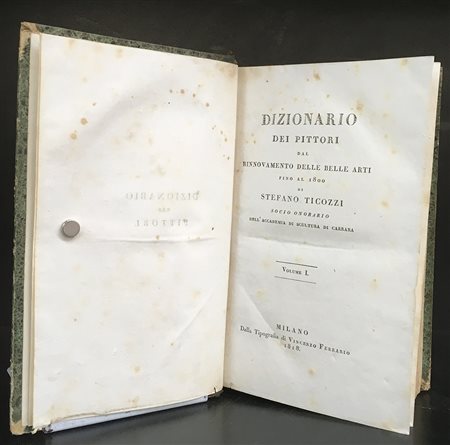 DIZIONARIO
DEI PITTORI
DAL
RINNOVAMENTO DELLE BELLE ARTI
FINO AL 1800
DI
STEFANO TICOZZI
SOCIO ONORARIO
DELL'ACCADEMIA DI SCULTURA DI CARRARA
VOLUME I.
MILANO
Dalla Tipografia di VINCENZO FERRARIO
1818.